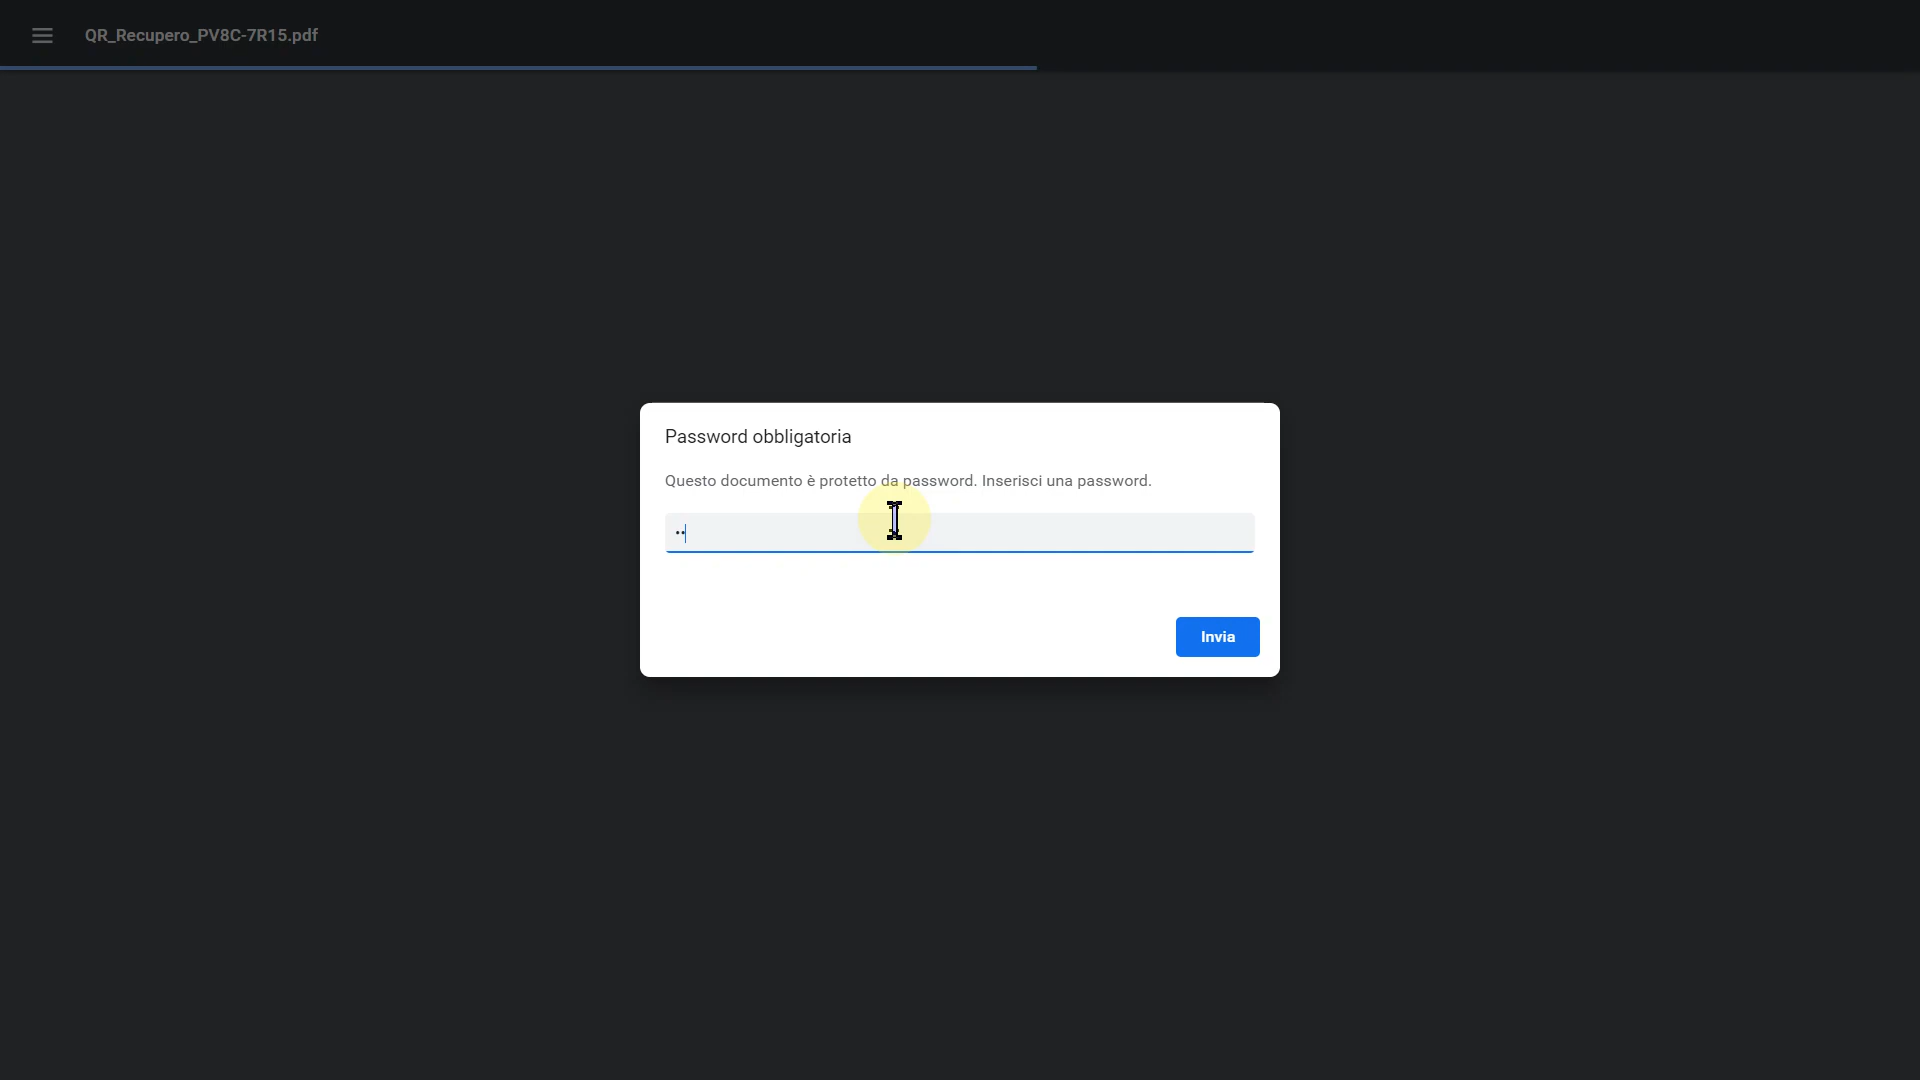 QR_Recupero_PV8C-7R15.pdf
Password obbligatoria
Questo documento è protetto da password. Inserisci una password.
••
Invia